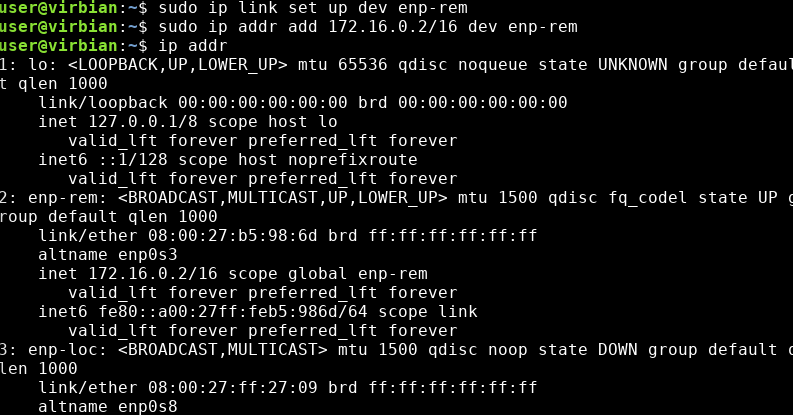 user@virbian:~$ sudo ip link set up dev enp-rem
user@virbian:~$ sudo ip addr add 172.16.0.2/16 dev enp-rem
user@virbian:~$ ip addr
1: lo: <LOOPBACK,UP,LOWER_UP> mtu 65536 qdisc noqueue state UNKNOWN group defaul
t qlen 1000
    link/loopback 00:00:00:00:00:00 brd 00:00:00:00:00:00
    inet 127.0.0.1/8 scope host lo
       valid_lft forever preferred_lft forever
    inet6 ::1/128 scope host noprefixroute
       valid_lft forever preferred_lft forever
2: enp-rem: <BROADCAST,MULTICAST,UP,LOWER_UP> mtu 1500 qdisc fq_codel state UP g
roup default qlen 1000
    link/ether 08:00:27:b5:98:6d brd ff:ff:ff:ff:ff:ff
    altname enp0s3
    inet 172.16.0.2/16 scope global enp-rem
       valid_lft forever preferred_lft forever
    inet6 fe80::a00:27ff:feb5:986d/64 scope link
       valid_lft forever preferred_lft forever
3: enp-loc: <BROADCAST,MULTICAST> mtu 1500 qdisc noop state DOWN group default q
len 1000
    link/ether 08:00:27:ff:27:09 brd ff:ff:ff:ff:ff:ff
    altname enp0s8